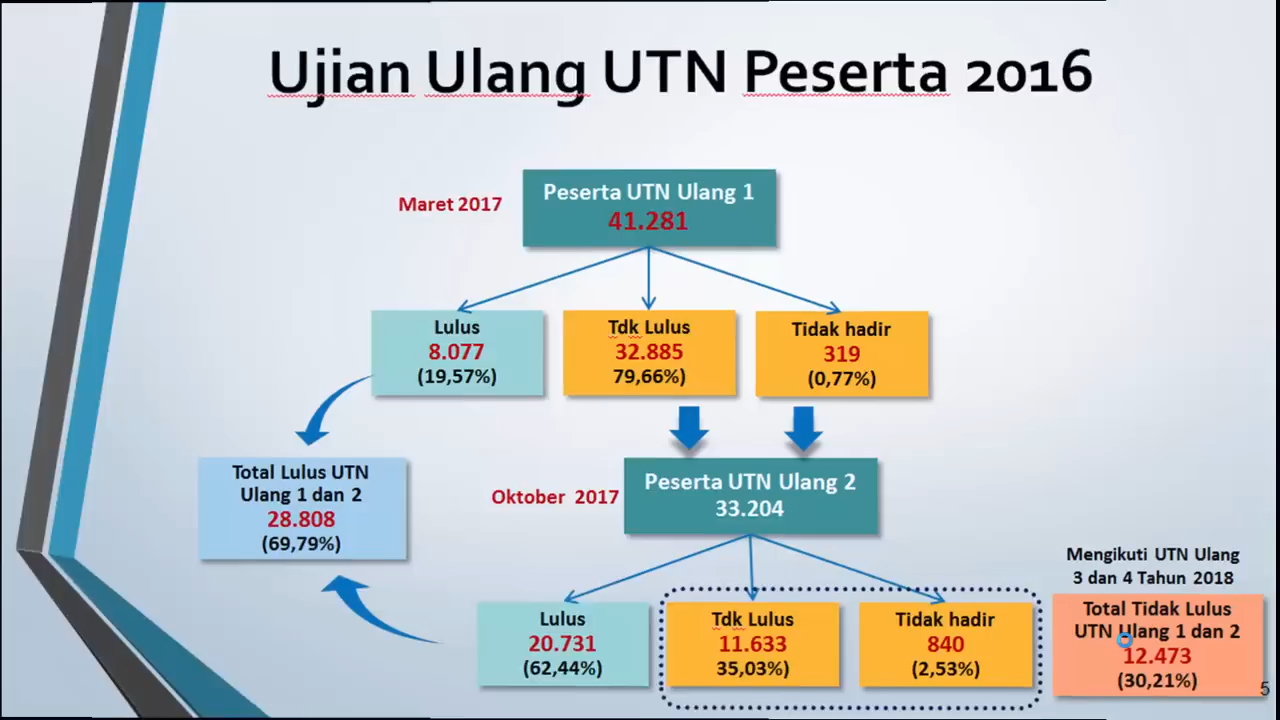 Ujian Ulang UTN Peserta 2016
Maret 2017
Peserta UTN Ulang 1
41.281
Lulus
8.077
(19,57%)
Tdk Lulus
32.885
79,66%)
Tidak hadir
319
(0,77%)
Total Lulus UTN
Ulang 1 dan 2
28.808
(69,79%)
Oktober 2017
Peserta UTN Ulang 2
33.204
Lulus
20.731
(62,44%)
Tdk Lulus
11.633
35,03%)
Tidak hadir
840
(2,53%)
Mengikuti UTN Ulang
3 dan 4 Tahun 2018
Total Tidak Lulus
UTN Ulang 1 dan 2
12.473
(30,21%)
5